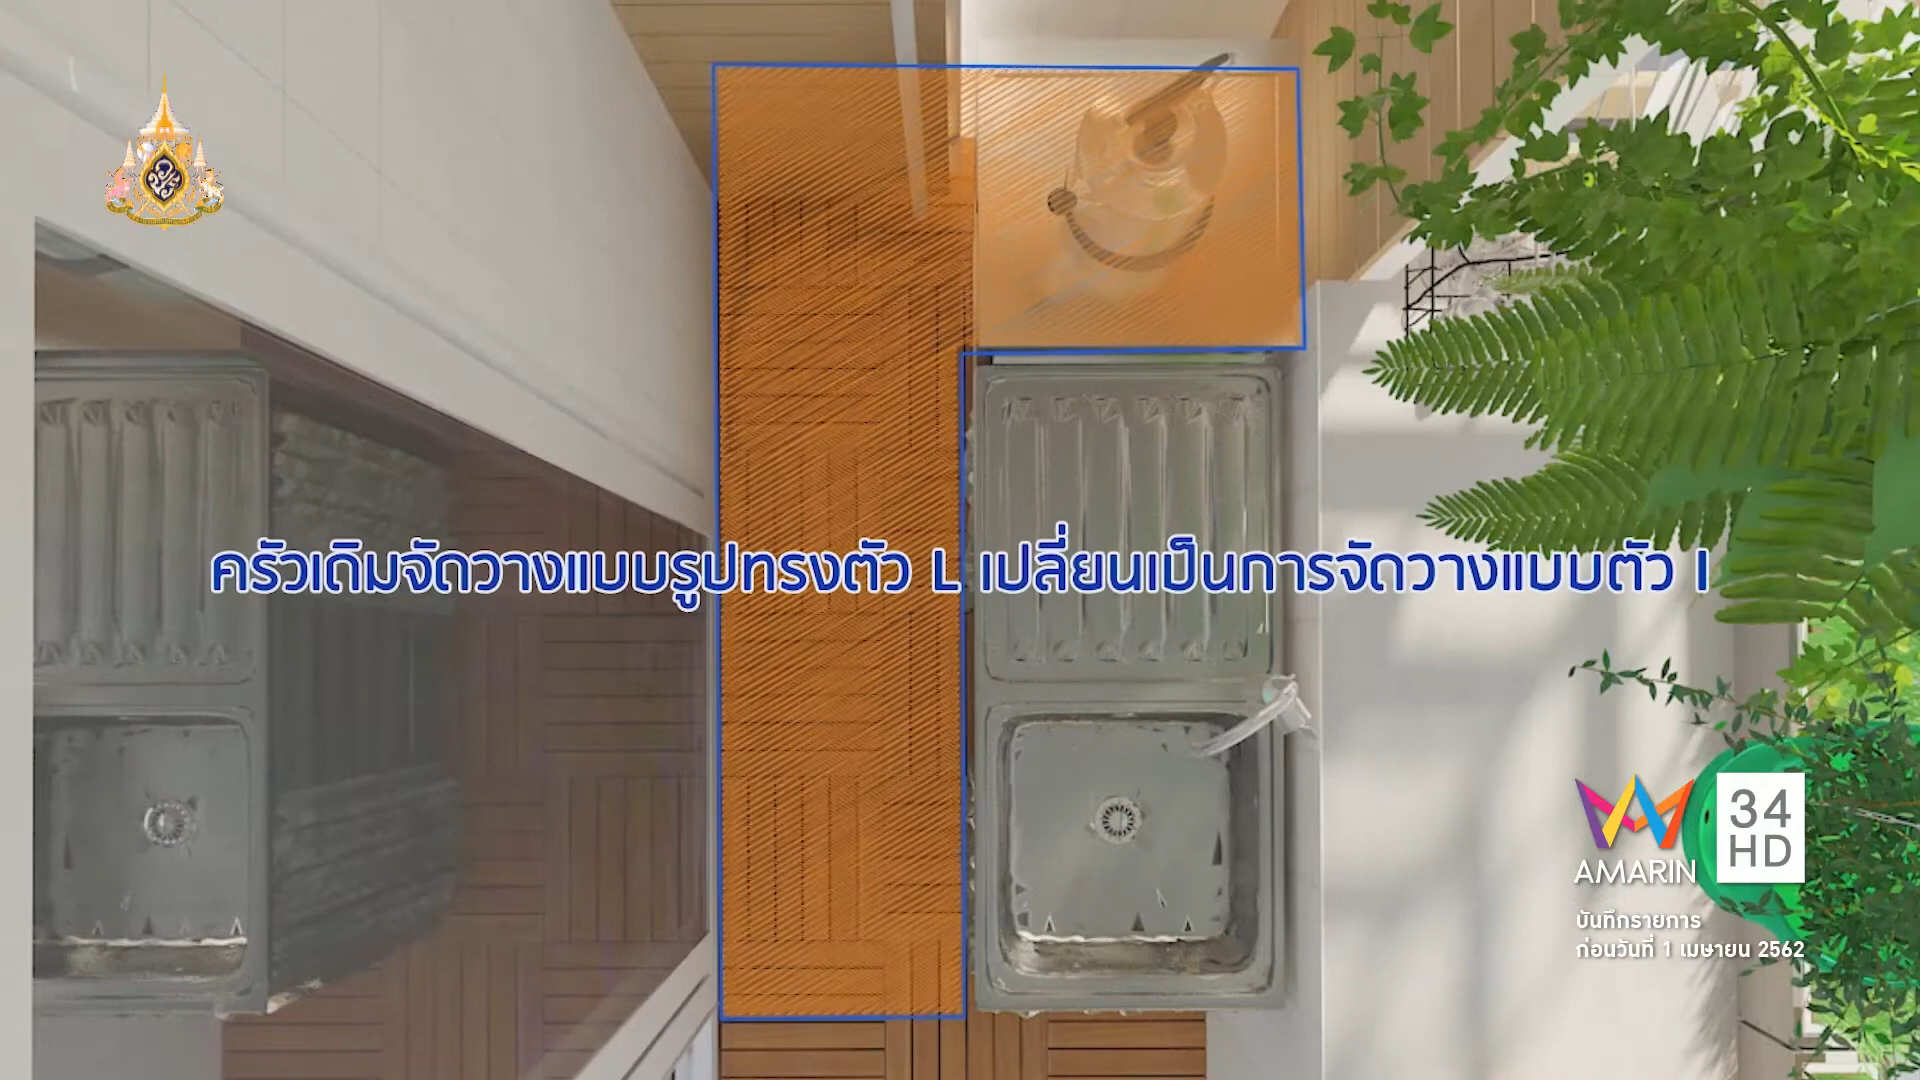 ครัวเดิมจัดวางแบบรูปทรงตัว L เปลี่ยนเป็นการจัดวางแบบตัว I
AMARIN
34
HD
บันทึกรายการ
ก่อนวันที่ 1 เมษายน 2562